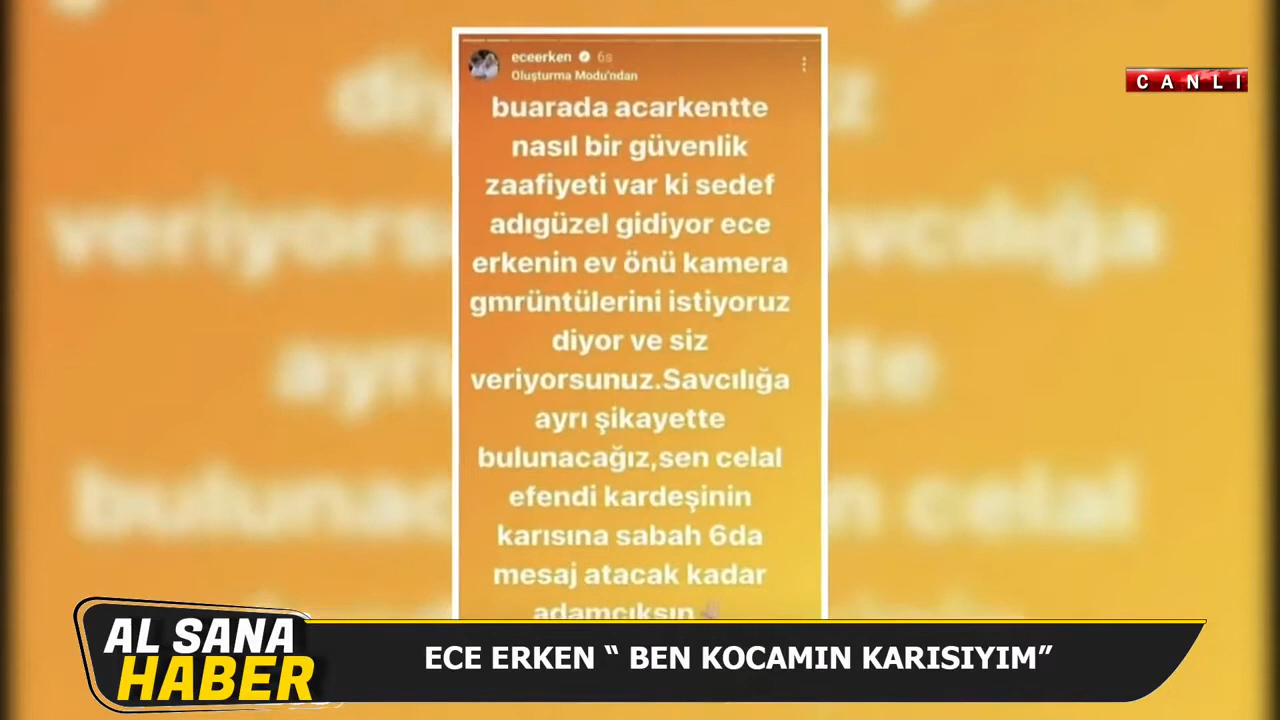 eceerken 6s
Oluşturma Modu'ndan
CANLI
buarada acarkentte
nasıl bir güvenlik
zaafiyeti var ki sedef
adıgüzel gidiyor ece
erkenin ev önü kamera
gmrüntülerini istiyoruz
diyor ve siz
veriyorsunuz.Savcılığa
ayrı şikayette
bulunacağız,sen celal
efendi kardeşinin
karısına sabah 6da
mesaj atacak kadar
adamcıksın
AL SANA
HABER
ECE ERKEN “ BEN KOCAMIN KARISIYIM”